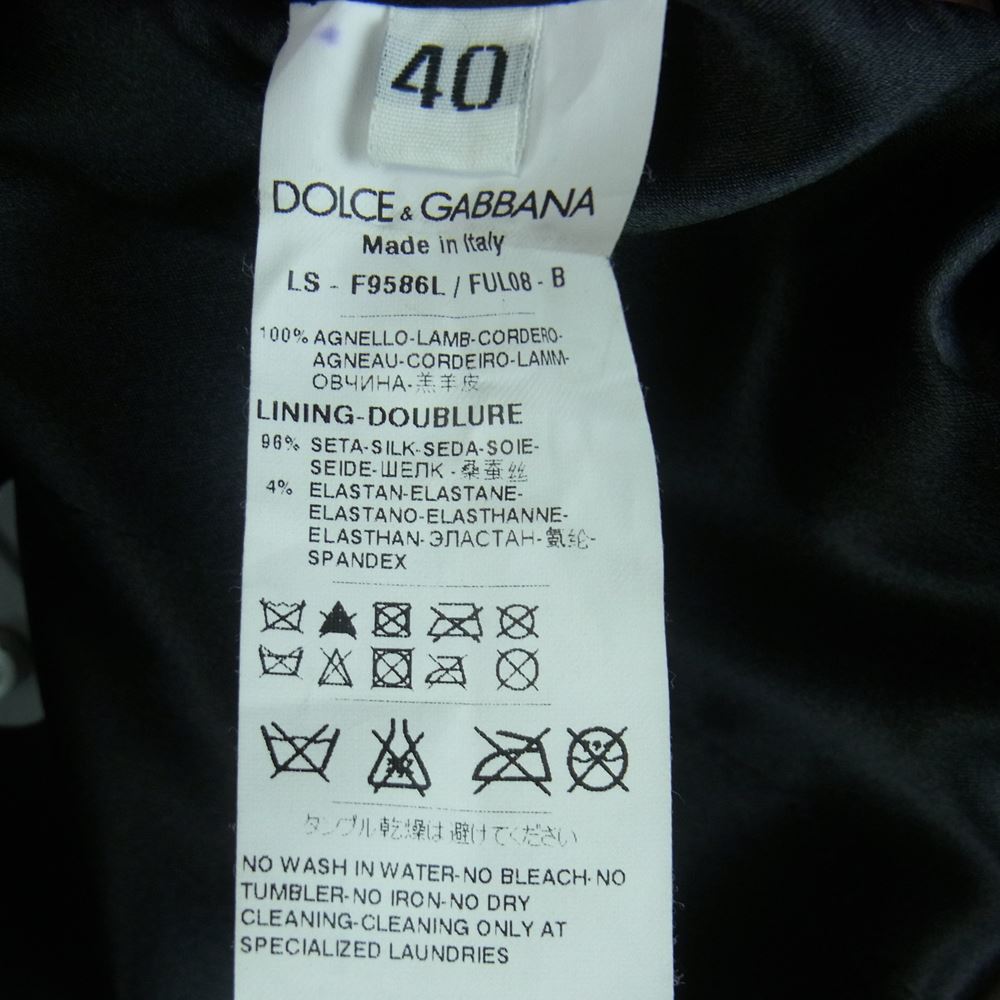 40
DOLCE & GABBANA
Made in Italy
LS - F9586L / FUL08 - B
100% AGNELLO-LAMB-CORDERO-
AGNEAU-CORDEIRO-LAMM-
ОВЧИНА-羔羊皮
LINING-DOUBLURE
96% SETA-SILK-SEDA-SOIE-
SEIDE-ШЕЛК - 桑蚕丝
4% ELASTAN-ELASTANE-
ELASTANO-ELASTHANNE-
ELASTHAN-ЭЛАСТАН-氨纶-
SPANDEX
タンブル乾燥は避けてください
NO WASH IN WATER-NO BLEACH-NO
TUMBLER-NO IRON-NO DRY
CLEANING-CLEANING ONLY AT
SPECIALIZED LAUNDRIES